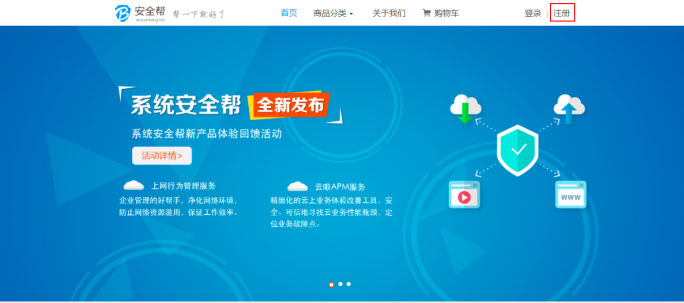 安全帮 帮一下就好了 首页 商品分类 关于我们 购物车 登录 | 注册
系统安全帮 全新发布
系统安全帮新产品体验回馈活动
活动详情>
上网行为管理服务
企业管理的好帮手，净化网络环境，
防止网络资源滥用，保证工作效率。
云眼APM服务
精细化的云上业务体验改善工具，安
全、可信地寻找云业务性能瓶颈，定
位业务故障点。
WWW